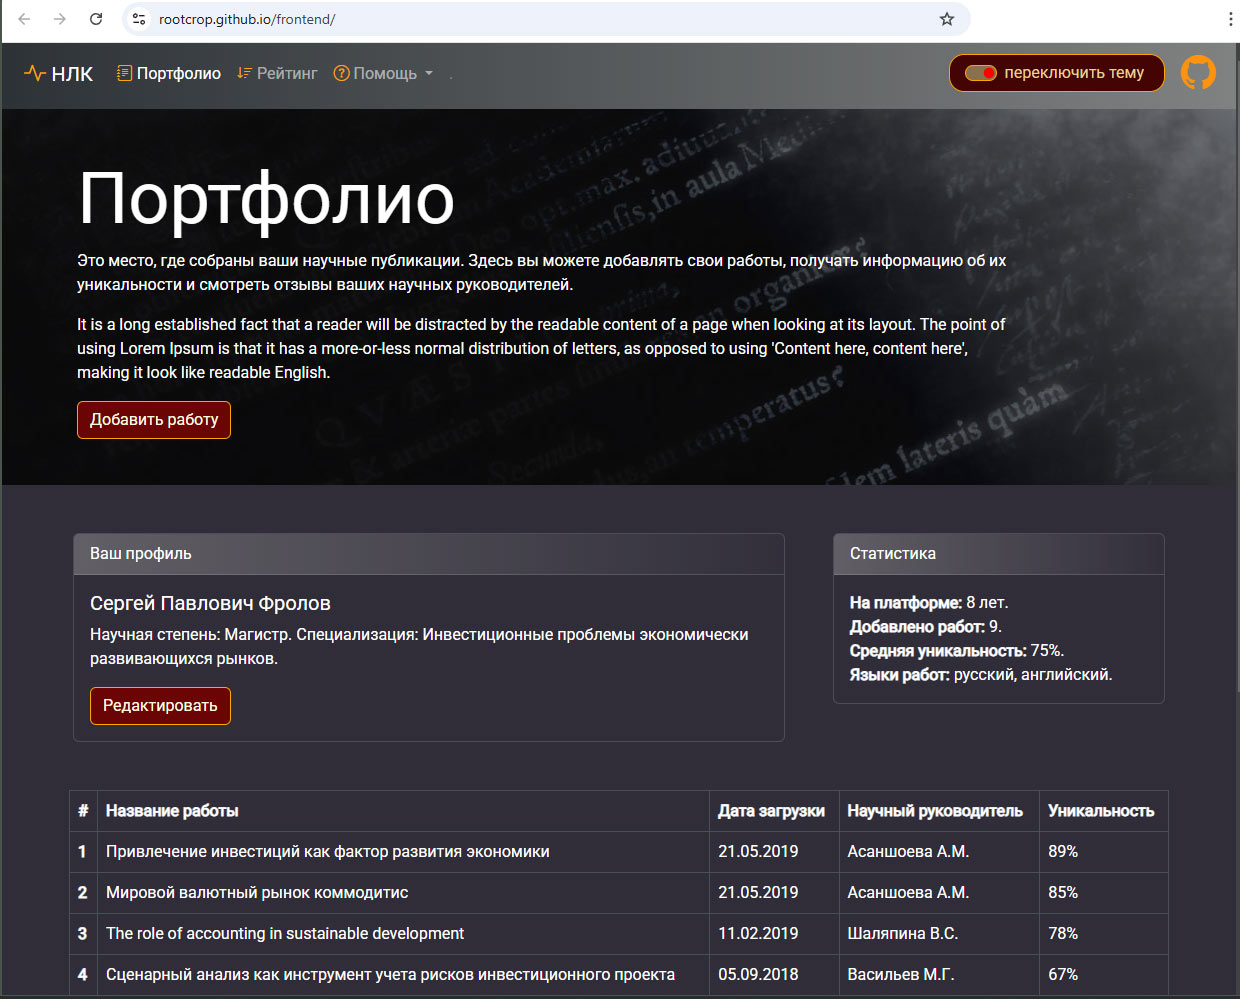 rootcrop.github.io/frontend/
НЛК Портфолио Рейтинг Помощь . переключить тему
Портфолио
Это место, где собраны ваши научные публикации. Здесь вы можете добавлять свои работы, получать информацию об их
уникальности и смотреть отзывы ваших научных руководителей.
It is a long established fact that a reader will be distracted by the readable content of a page when looking at its layout. The point of
using Lorem Ipsum is that it has a more-or-less normal distribution of letters, as opposed to using 'Content here, content here',
making it look like readable English.
Добавить работу
Ваш профиль
Сергей Павлович Фролов
Научная степень: Магистр. Специализация: Инвестиционные проблемы экономически
развивающихся рынков.
Редактировать
Статистика
На платформе: 8 лет.
Добавлено работ: 9.
Средняя уникальность: 75%.
Языки работ: русский, английский.
# Название работы Дата загрузки Научный руководитель Уникальность
1 Привлечение инвестиций как фактор развития экономики 21.05.2019 Асаншоева А.М. 89%
2 Мировой валютный рынок коммодитис 21.05.2019 Асаншоева А.М. 85%
3 The role of accounting in sustainable development 11.02.2019 Шаляпина В.С. 78%
4 Сценарный анализ как инструмент учета рисков инвестиционного проекта 05.09.2018 Васильев М.Г. 67%